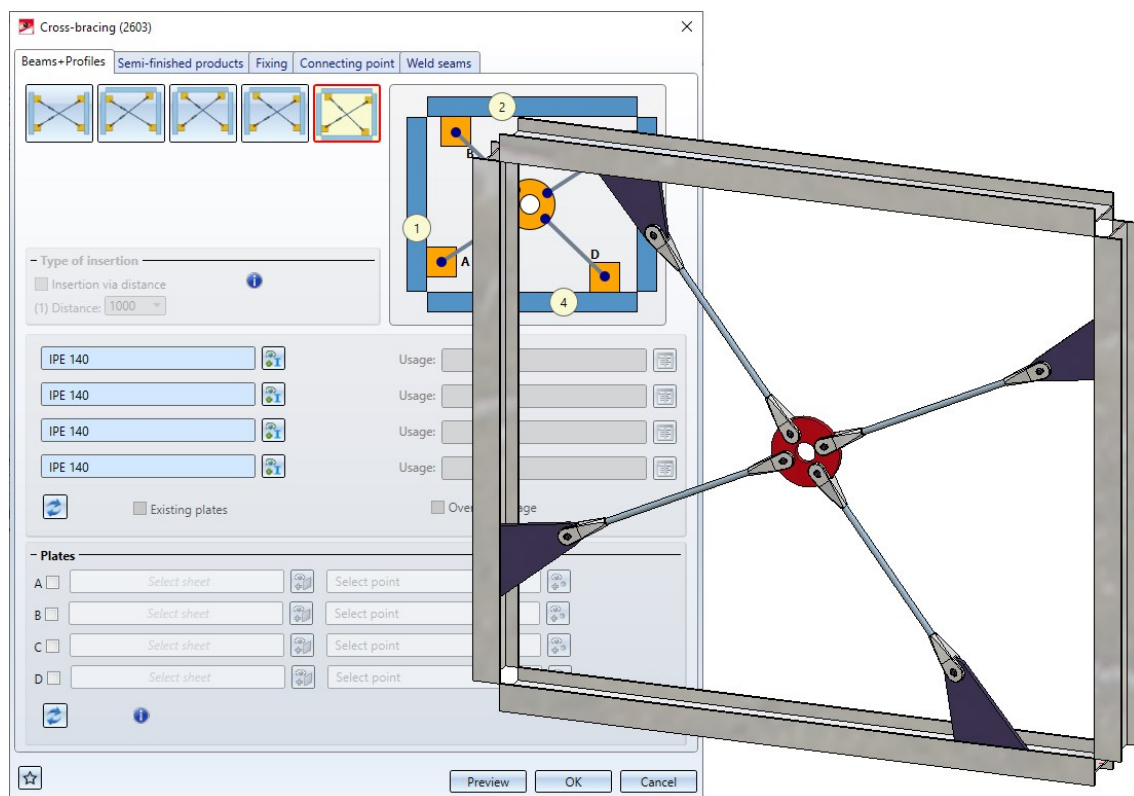 Cross-bracing (2603)
Beams+Profiles Semi-finished products Fixing Connecting point Weld seams
2
1
A
D
4
Type of insertion
Insertion via distance
(1) Distance: 1000
IPE 140 Usage:
IPE 140 Usage:
IPE 140 Usage:
IPE 140 Usage:
Existing plates
Plates
A Select sheet Select point
B Select sheet Select point
C Select sheet Select point
D Select sheet Select point
Preview OK Cancel